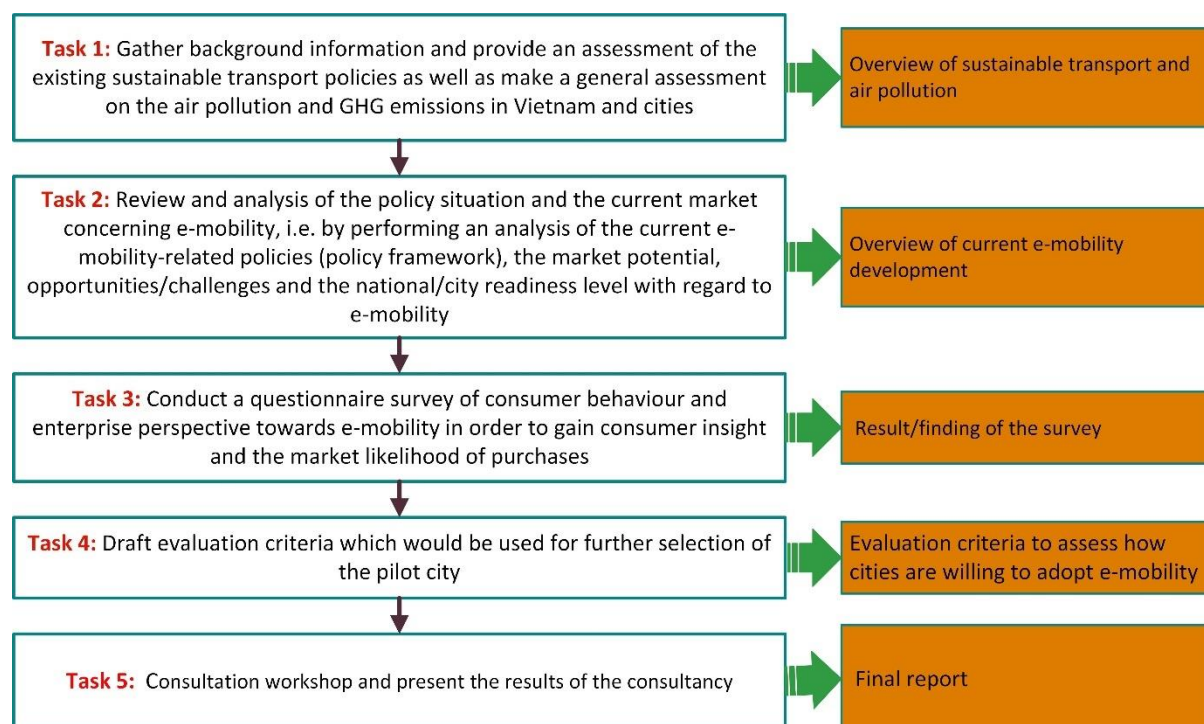 Task 1: Gather background information and provide an assessment of the
existing sustainable transport policies as well as make a general assessment
on the air pollution and GHG emissions in Vietnam and cities
Overview of sustainable transport and
air pollution
Task 2: Review and analysis of the policy situation and the current market
concerning e-mobility, i.e. by performing an analysis of the current e-
mobility-related policies (policy framework), the market potential,
opportunities/challenges and the national/city readiness level with regard to
e-mobility
Overview of current e-mobility
development
Task 3: Conduct a questionnaire survey of consumer behaviour and
enterprise perspective towards e-mobility in order to gain consumer insight
and the market likelihood of purchases
Result/finding of the survey
Task 4: Draft evaluation criteria which would be used for further selection of
the pilot city
Evaluation criteria to assess how
cities are willing to adopt e-mobility
Task 5: Consultation workshop and present the results of the consultancy
Final report